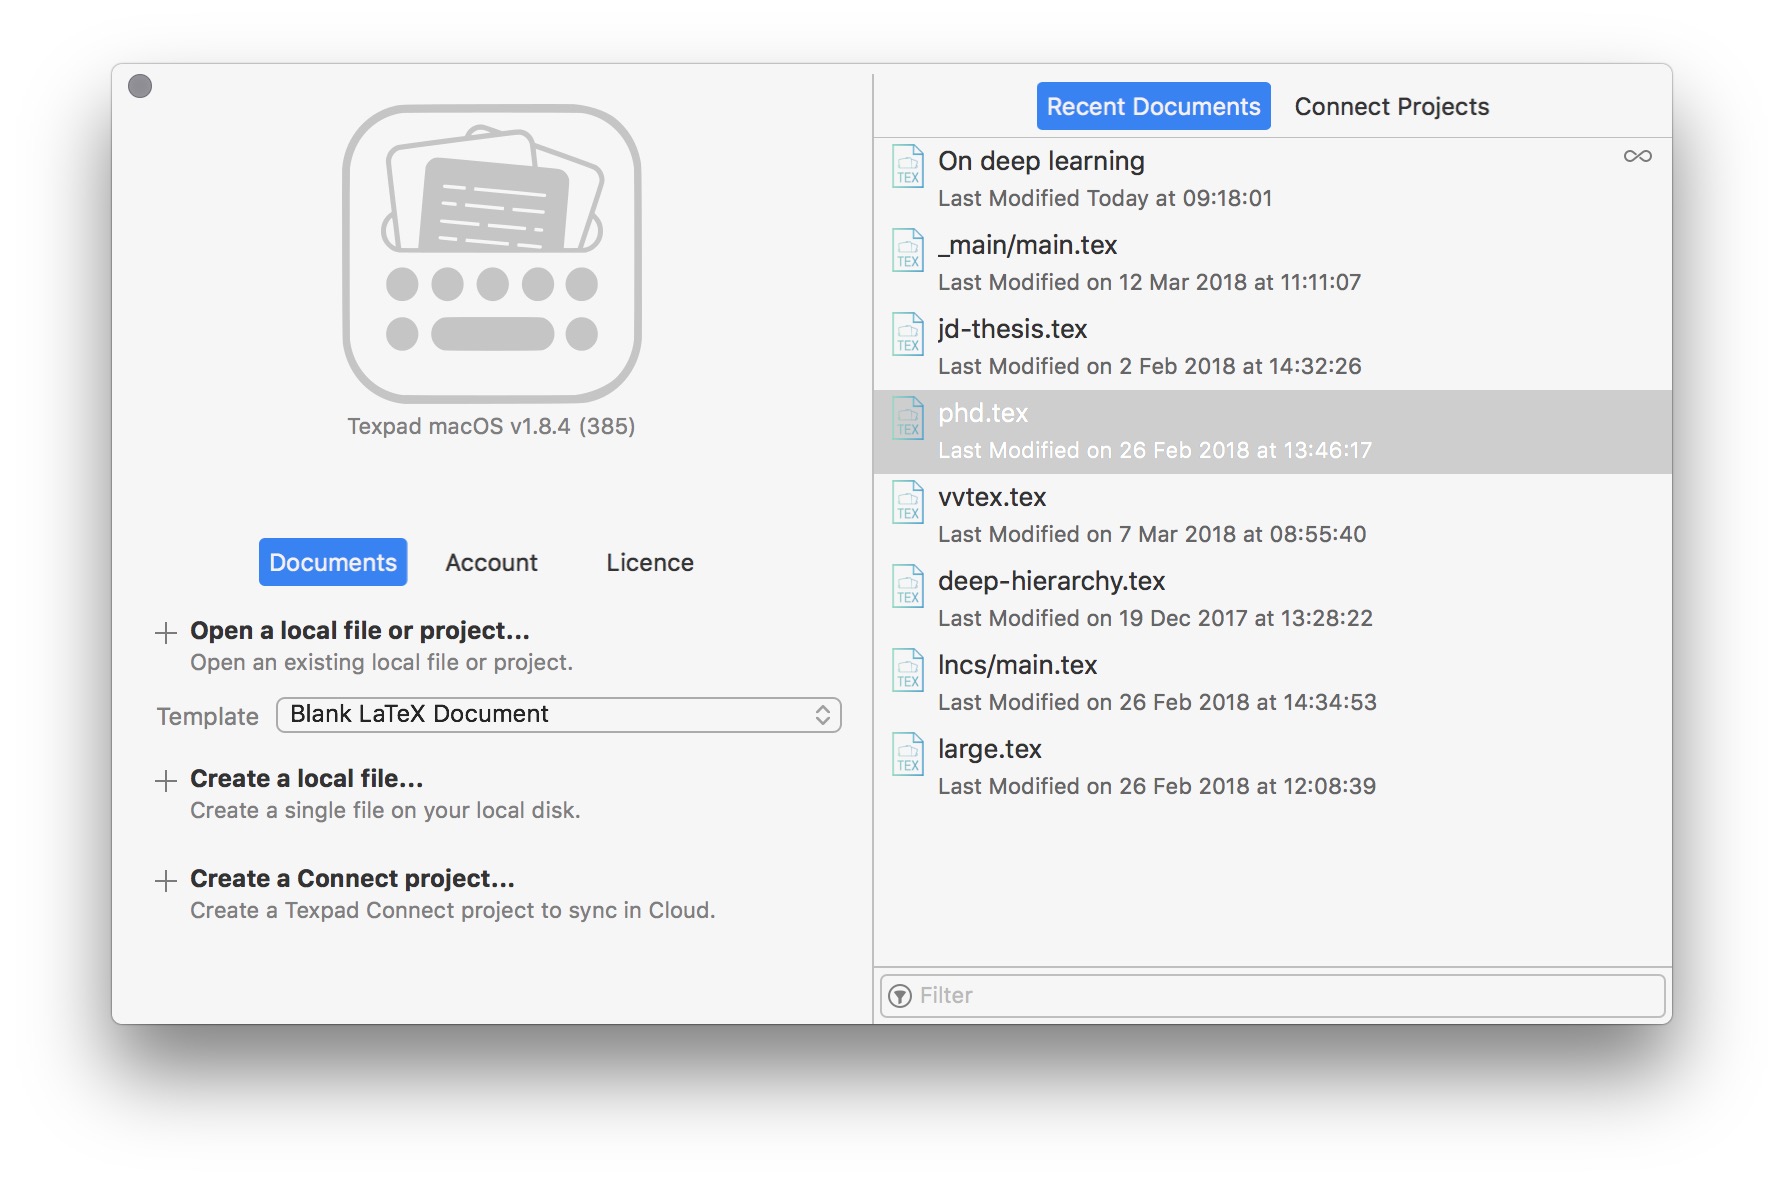 Texpad macOS v1.8.4 (385)
Documents
Account
Licence
Open a local file or project...
Open an existing local file or project.
Template
Blank LaTeX Document
Create a local file...
Create a single file on your local disk.
Create a Connect project...
Create a Texpad Connect project to sync in Cloud.
Recent Documents
Connect Projects
TEX
On deep learning
Last Modified Today at 09:18:01
TEX
_main/main.tex
Last Modified on 12 Mar 2018 at 11:11:07
TEX
jd-thesis.tex
Last Modified on 2 Feb 2018 at 14:32:26
TEX
phd.tex
Last Modified on 26 Feb 2018 at 13:46:17
TEX
vvtex.tex
Last Modified on 7 Mar 2018 at 08:55:40
TEX
deep-hierarchy.tex
Last Modified on 19 Dec 2017 at 13:28:22
TEX
lncs/main.tex
Last Modified on 26 Feb 2018 at 14:34:53
TEX
large.tex
Last Modified on 26 Feb 2018 at 12:08:39
Filter